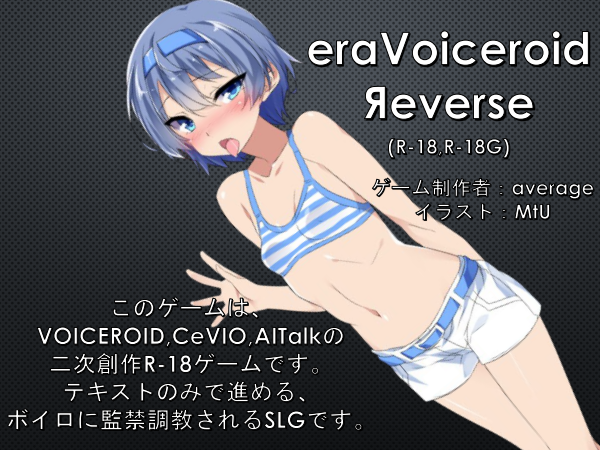 eraVoiceroid
Яeverse
(R-18,R-18G)
ゲーム制作者：average
イラスト：MtU
このゲームは、
VOICEROID,CeVIO,AITalkの
二次創作R-18ゲームです。
テキストのみで進める、
ボイロに監禁調教されるSLGです。